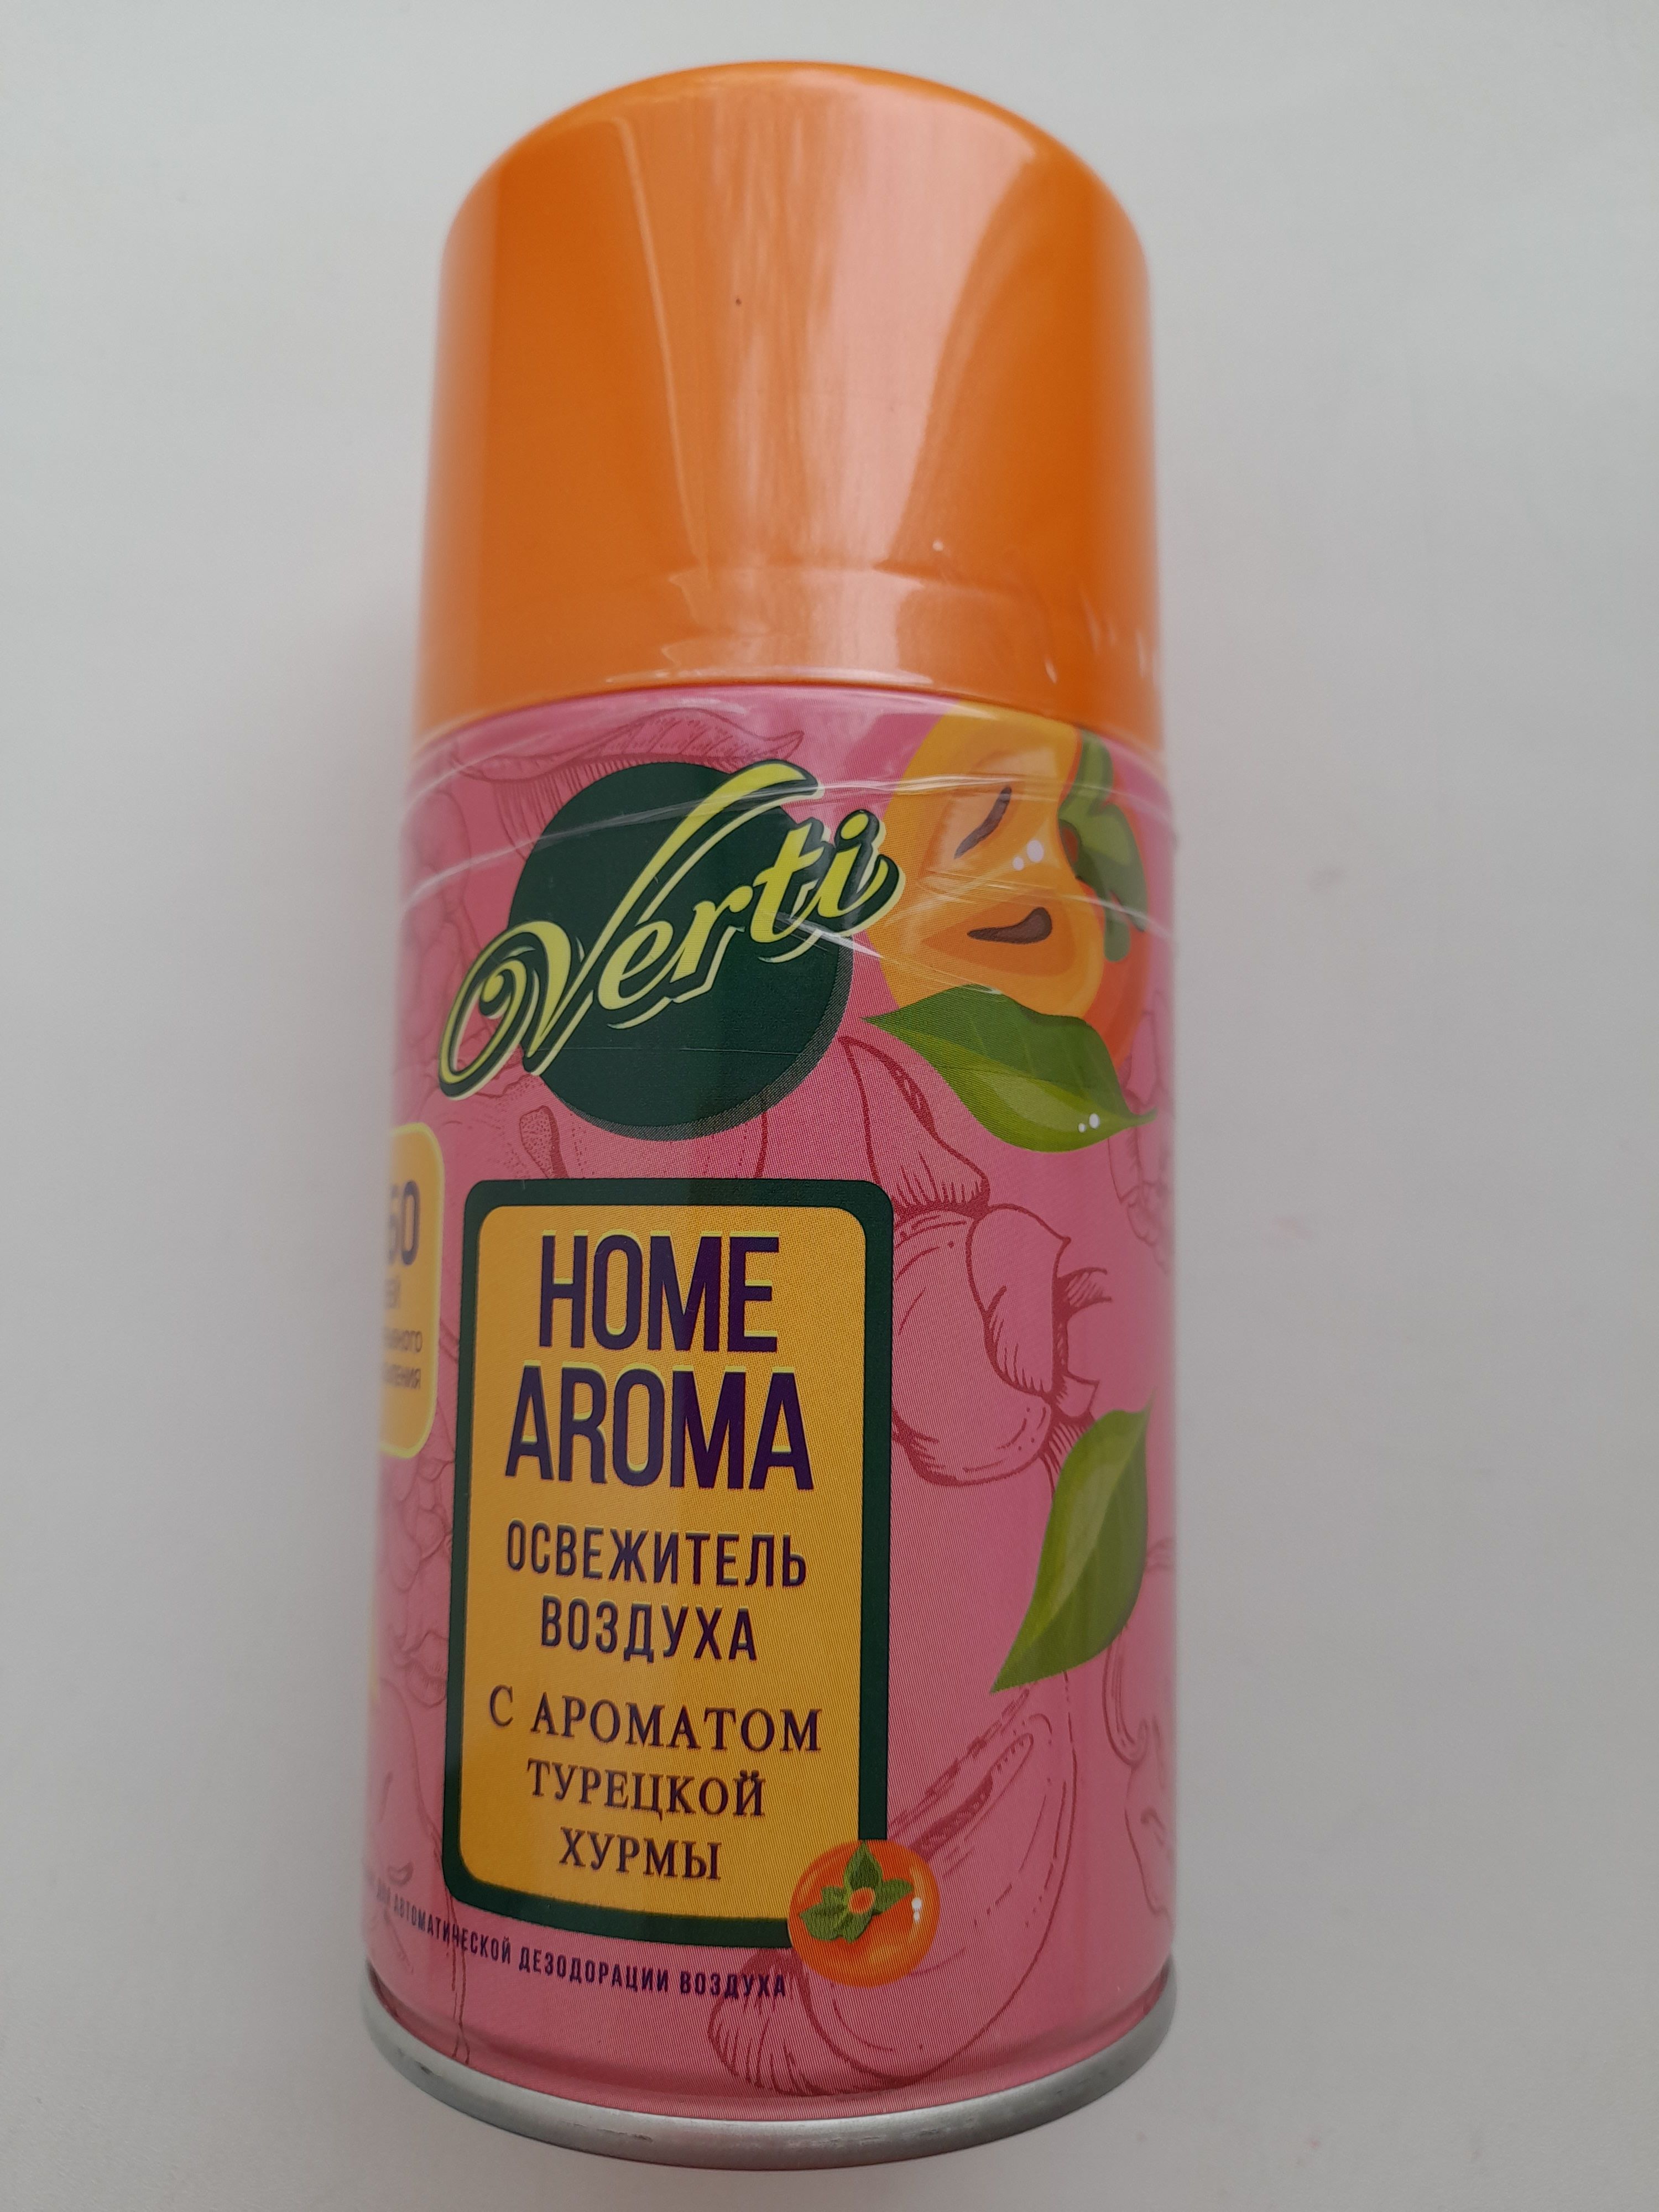 Verti
HOME
AROMA
ОСВЕЖИТЕЛЬ
ВОЗДУХА
С АРОМАТОМ
ТУРЕЦКОЙ
ХУРМЫ
АВТОМАТИЧЕСКОЙ ДЕЗОДОРАЦИИ ВОЗДУХА